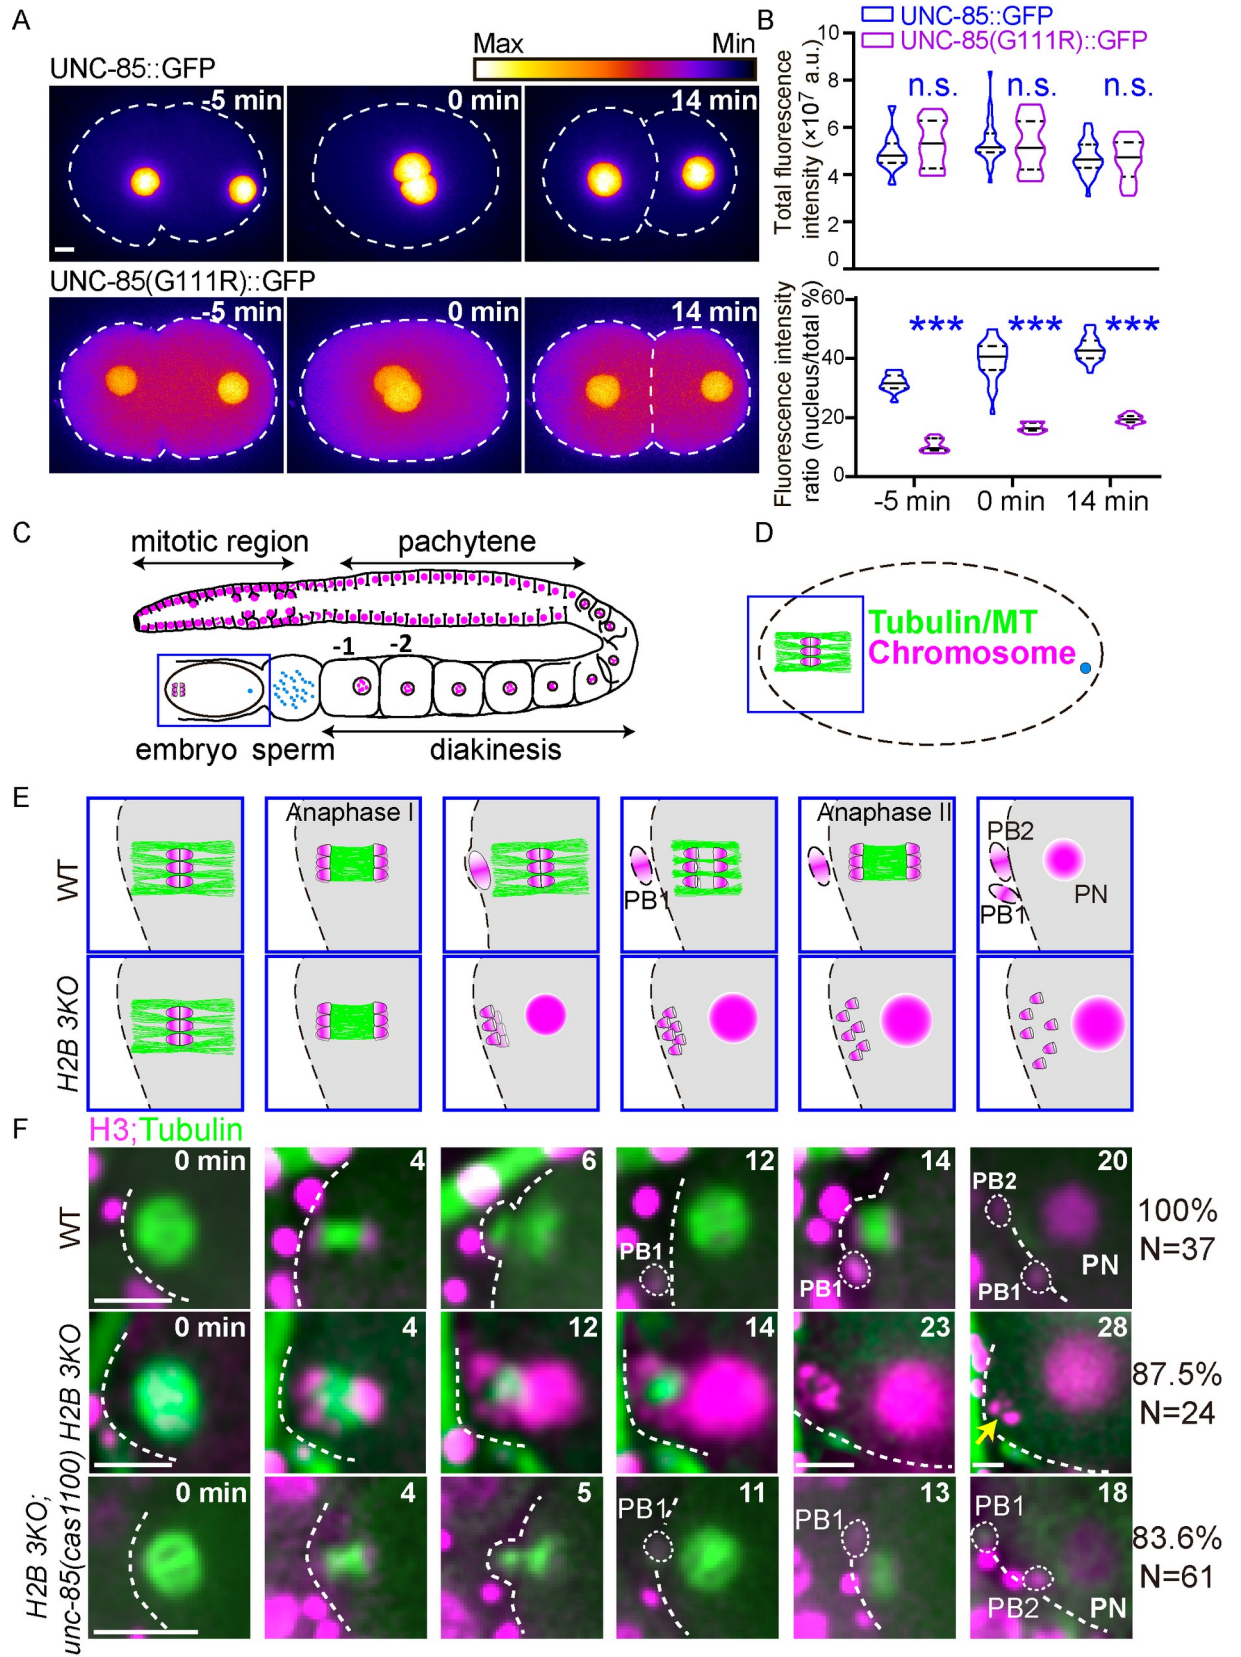 A
Max Min
UNC-85::GFP
-5 min 0 min 14 min
UNC-85(G111R)::GFP
-5 min 0 min 14 min
B
UNC-85::GFP
UNC-85(G111R)::GFP
Total fluorescence
intensity (×10⁷ a.u.)
10
8
6
4
2
0
n.s. n.s. n.s.
Fluorescence intensity
ratio (nucleus/total %)
60
40
20
0
*** *** ***
-5 min 0 min 14 min
C
mitotic region pachytene
-1 -2
embryo sperm diakinesis
D
Tubulin/MT
Chromosome
E
WT
Anaphase I Anaphase II
PB1 PB2 PB1 PN
H2B 3KO
F
H3;Tubulin
WT
0 min 4 6 12 14 20
PB1 PB1 PB2 PB1 PN
100%
N=37
H2B 3KO
0 min 4 12 14 23 28
87.5%
N=24
H2B 3KO;
unc-85(cas1100)
0 min 4 5 11 13 18
PB1 PB1 PB1 PB2 PN
83.6%
N=61